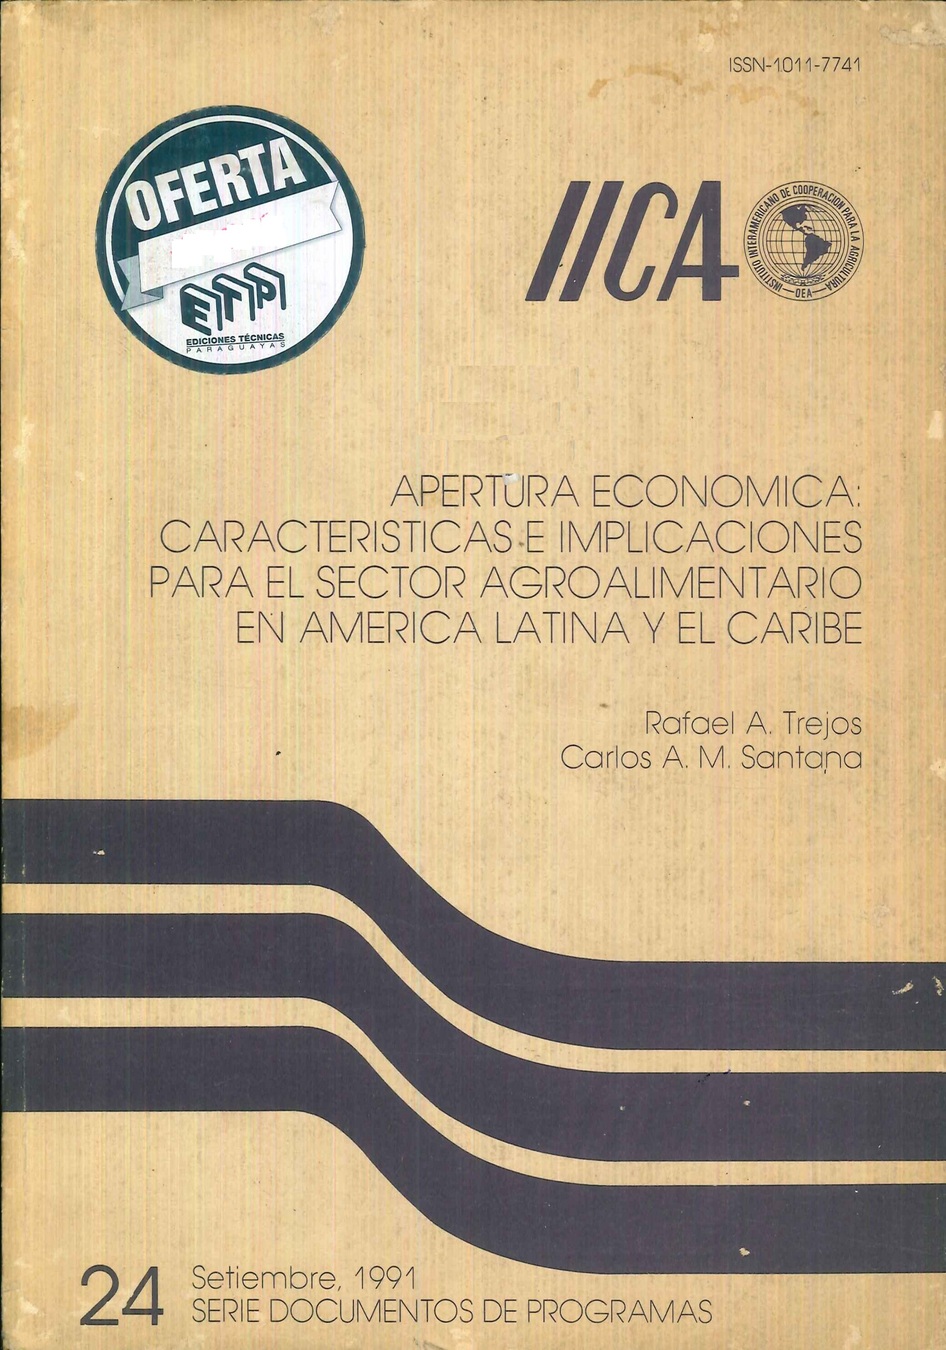 ISSN-1011-7741
OFERTA
ETP
EDICIONES TÉCNICAS
PARAGUAYAS
IICA
INSTITUTO INTERAMERICANO DE COOPERACION PARA LA AGRICULTURA
OEA
APERTURA ECONOMICA:
CARACTERISTICAS E IMPLICACIONES
PARA EL SECTOR AGROALIMENTARIO
EN AMERICA LATINA Y EL CARIBE
Rafael A. Trejos
Carlos A. M. Santana
24
Setiembre, 1991
SERIE DOCUMENTOS DE PROGRAMAS